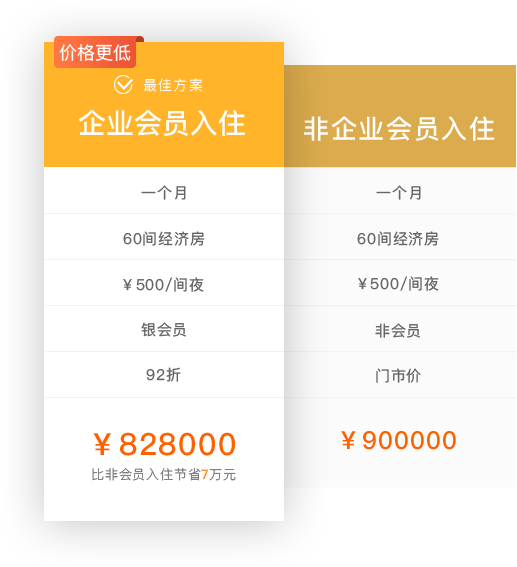 价格更低
最佳方案
企业会员入住
一个月
60间经济房
￥500/间夜
银会员
92折
￥828000
比非会员入住节省7万元
非企业会员入住
一个月
60间经济房
￥500/间夜
非会员
门市价
￥900000